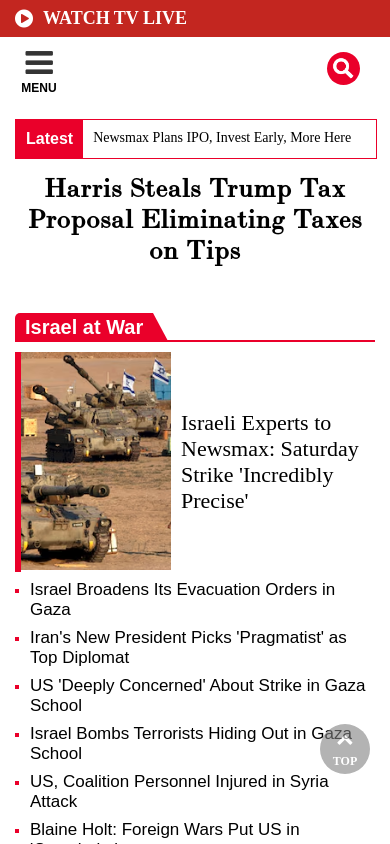 WATCH TV LIVE
MENU
Latest
Newsmax Plans IPO, Invest Early, More Here
Harris Steals Trump Tax
Proposal Eliminating Taxes
on Tips
Israel at War
Israeli Experts to
Newsmax: Saturday
Strike 'Incredibly
Precise'
Israel Broadens Its Evacuation Orders in
Gaza
Iran's New President Picks 'Pragmatist' as
Top Diplomat
US 'Deeply Concerned' About Strike in Gaza
School
Israel Bombs Terrorists Hiding Out in Gaza
School
TOP
US, Coalition Personnel Injured in Syria
Attack
Blaine Holt: Foreign Wars Put US in